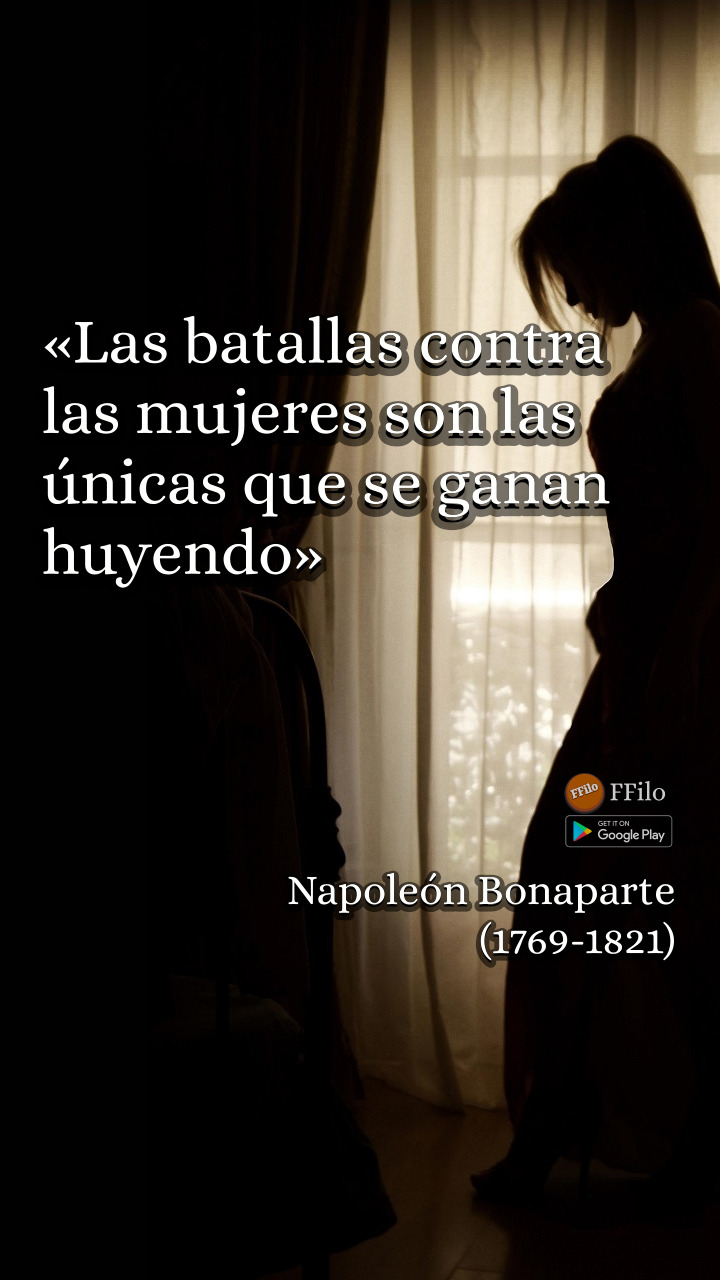 «Las batallas contra
las mujeres son las
únicas que se ganan
huyendo»
FFilo FFilo
GET IT ON
Google Play
Napoleón Bonaparte
(1769-1821)